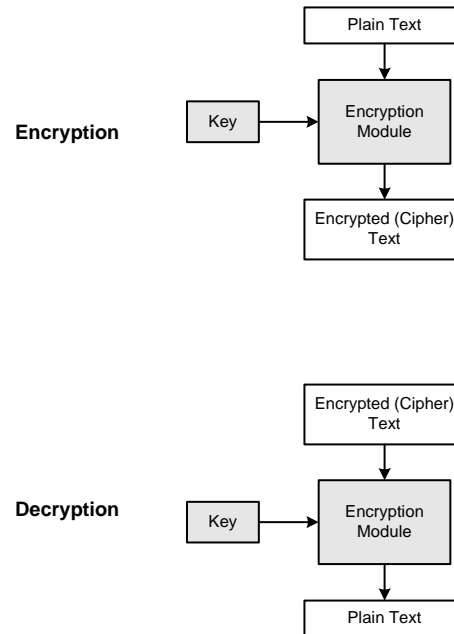 Plain Text
Encryption
Key
Encryption
Module
Encrypted (Cipher)
Text
Encrypted (Cipher)
Text
Decryption
Key
Encryption
Module
Plain Text